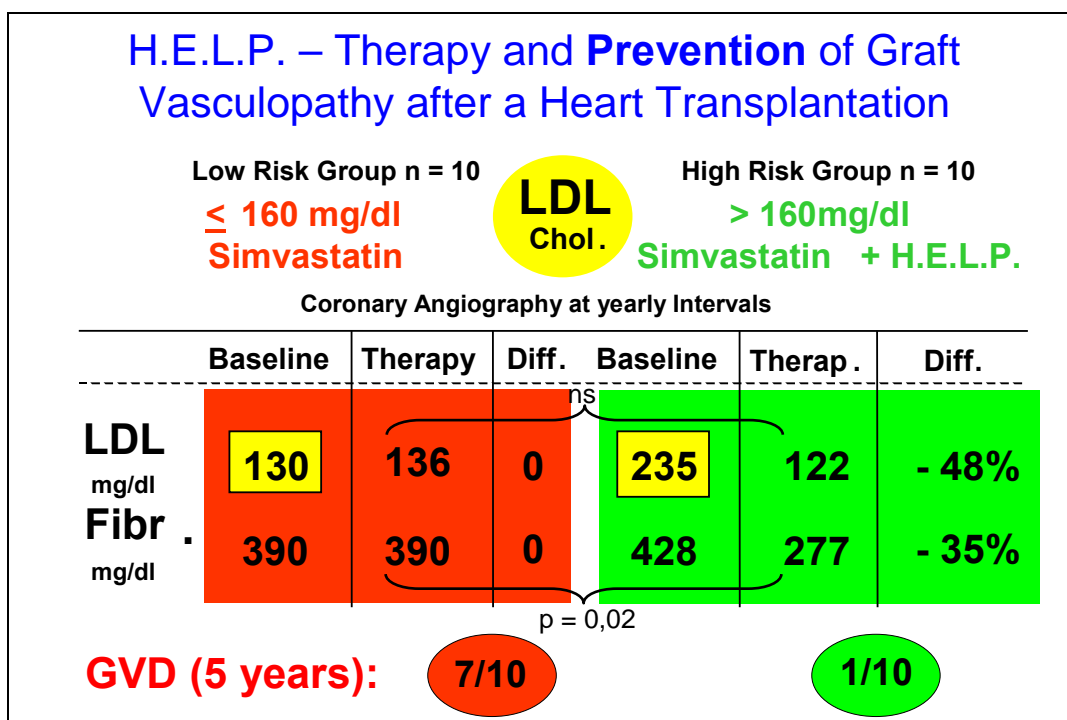 H.E.L.P. – Therapy and Prevention of Graft
Vasculopathy after a Heart Transplantation
Low Risk Group n = 10
≤ 160 mg/dl
Simvastatin
LDL
Chol.
High Risk Group n = 10
> 160mg/dl
Simvastatin + H.E.L.P.
Coronary Angiography at yearly Intervals
Baseline Therapy Diff. Baseline Therap. Diff.
ns
LDL mg/dl 130 136 0 235 122 - 48%
Fibr. mg/dl 390 390 0 428 277 - 35%
p = 0,02
GVD (5 years): 7/10 1/10